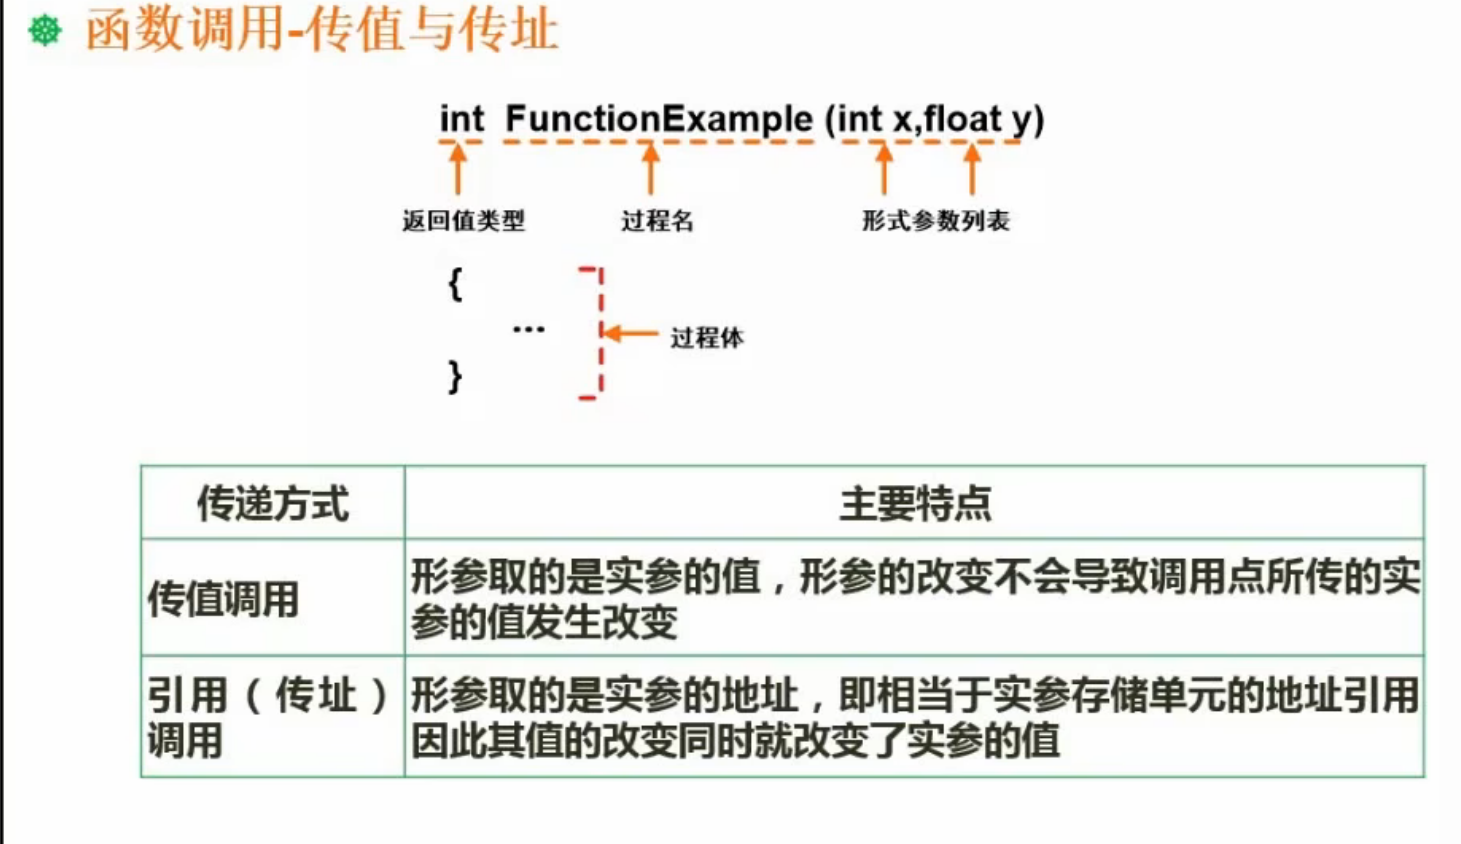 函数调用-传值与传址
int FunctionExample (int x,float y)
返回值类型 过程名 形式参数列表
{
...
过程体
}
传递方式 主要特点
传值调用
形参取的是实参的值，形参的改变不会导致调用点所传的实
参的值发生改变
引用（传址）
调用
形参取的是实参的地址，即相当于实参存储单元的地址引用
因此其值的改变同时就改变了实参的值